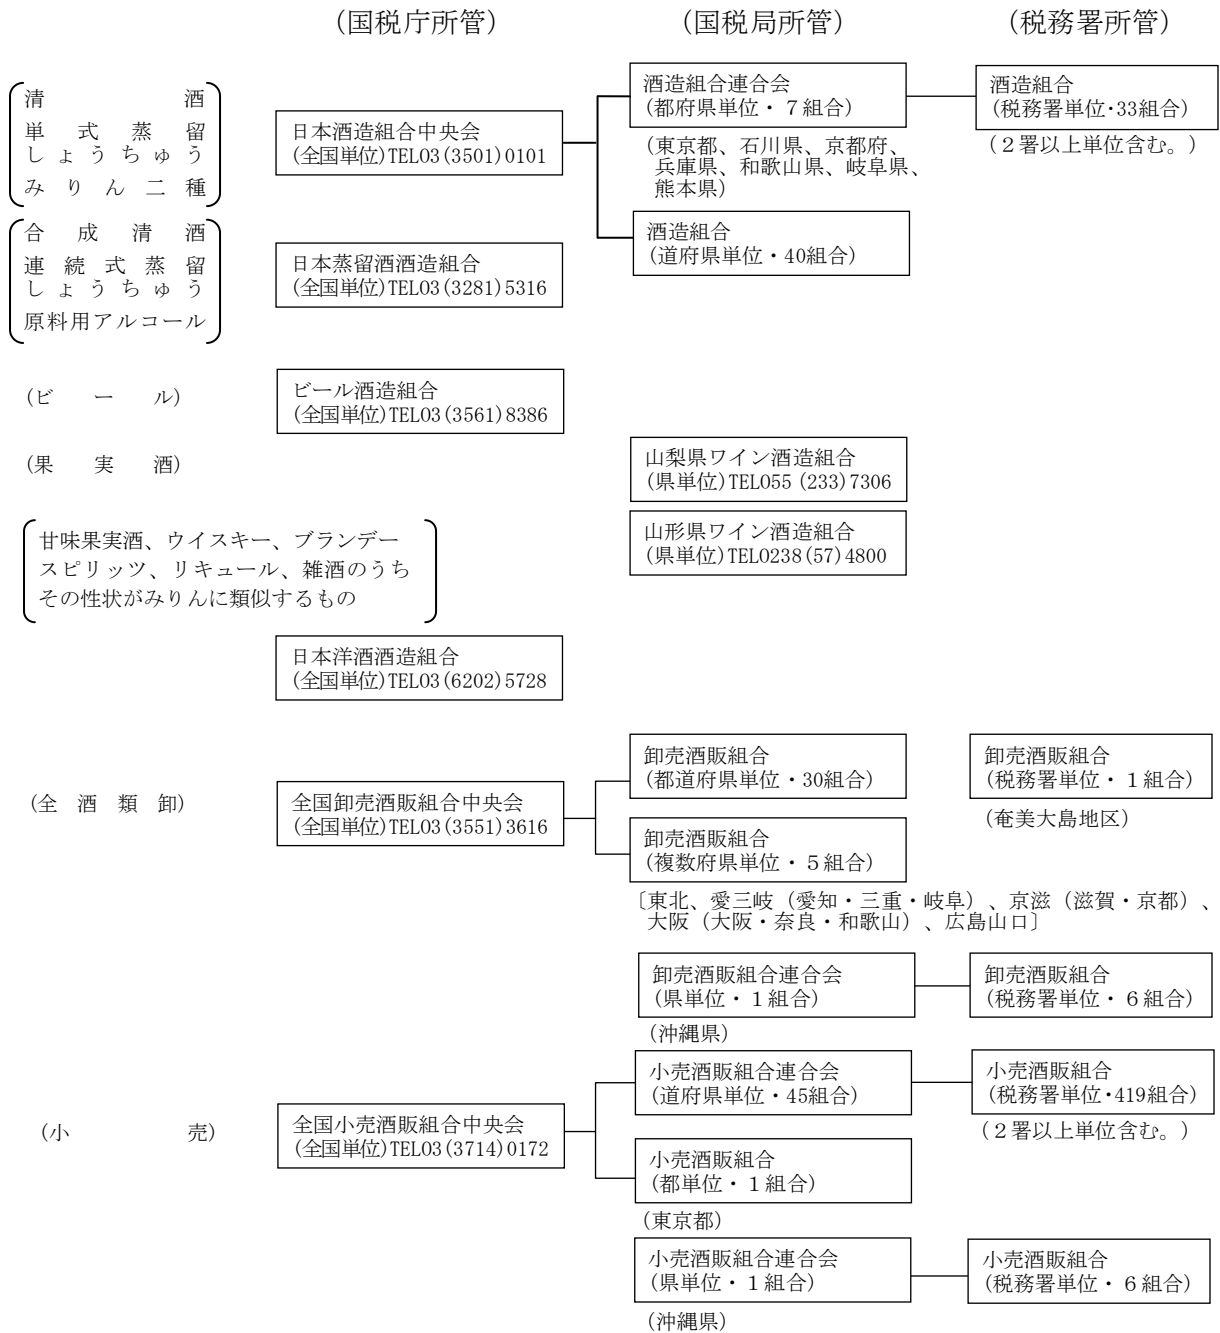 (国税庁所管)
(国税局所管)
(税務署所管)
清酒
単式蒸留
しょうちゅう
みりん二種
日本酒造組合中央会
(全国単位)TEL03(3501)0101
酒造組合連合会
(都府県単位・7組合)
(東京都、石川県、京都府、
兵庫県、和歌山県、岐阜県、
熊本県)
酒造組合
(税務署単位・33組合)
(2署以上単位含む。)
酒造組合
(道府県単位・40組合)
合成清酒
連続式蒸留
しょうちゅう
原料用アルコール
日本蒸留酒酒造組合
(全国単位)TEL03(3281)5316
(ビール)
ビール酒造組合
(全国単位)TEL03(3561)8386
(果実酒)
山梨県ワイン酒造組合
(県単位)TEL055 (233)7306
山形県ワイン酒造組合
(県単位)TEL0238(57)4800
甘味果実酒、ウイスキー、ブランデー
スピリッツ、リキュール、雑酒のうち
その性状がみりんに類似するもの
日本洋酒酒造組合
(全国単位)TEL03(6202)5728
(全酒類卸)
全国卸売酒販組合中央会
(全国単位)TEL03(3551)3616
卸売酒販組合
(都道府県単位・30組合)
卸売酒販組合
(税務署単位・1組合)
(奄美大島地区)
卸売酒販組合
(複数府県単位・5組合)
〔東北、愛三岐(愛知・三重・岐阜)、京滋(滋賀・京都)、
大阪(大阪・奈良・和歌山)、広島山口〕
卸売酒販組合連合会
(県単位・1組合)
(沖縄県)
卸売酒販組合
(税務署単位・6組合)
(小売)
全国小売酒販組合中央会
(全国単位)TEL03(3714)0172
小売酒販組合連合会
(道府県単位・45組合)
小売酒販組合
(税務署単位・419組合)
(2署以上単位含む。)
小売酒販組合
(都単位・1組合)
(東京都)
小売酒販組合連合会
(県単位・1組合)
(沖縄県)
小売酒販組合
(税務署単位・6組合)